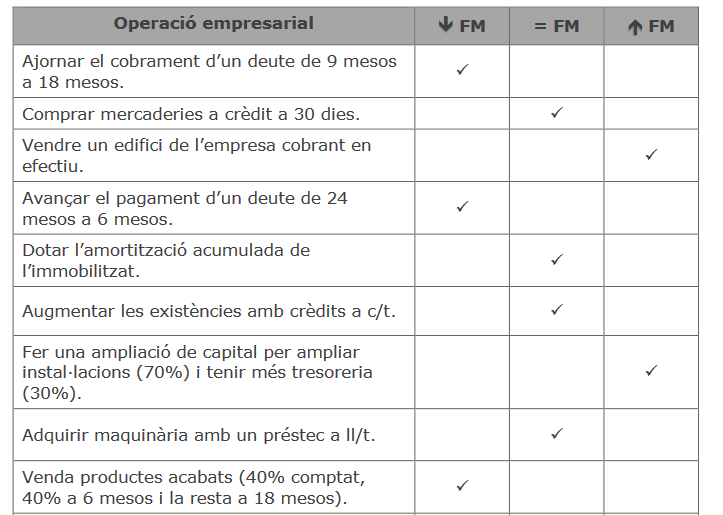 Operació empresarial 🡻 FM = FM 🡹 FM
Ajornar el cobrament d’un deute de 9 mesos
a 18 mesos. ✓
Comprar mercaderies a crèdit a 30 dies. ✓
Vendre un edifici de l’empresa cobrant en
efectiu. ✓
Avançar el pagament d’un deute de 24
mesos a 6 mesos. ✓
Dotar l’amortització acumulada de
l’immobilitzat. ✓
Augmentar les existències amb crèdits a c/t. ✓
Fer una ampliació de capital per ampliar
instal·lacions (70%) i tenir més tresoreria
(30%). ✓
Adquirir maquinària amb un préstec a ll/t. ✓
Venda productes acabats (40% comptat,
40% a 6 mesos i la resta a 18 mesos). ✓